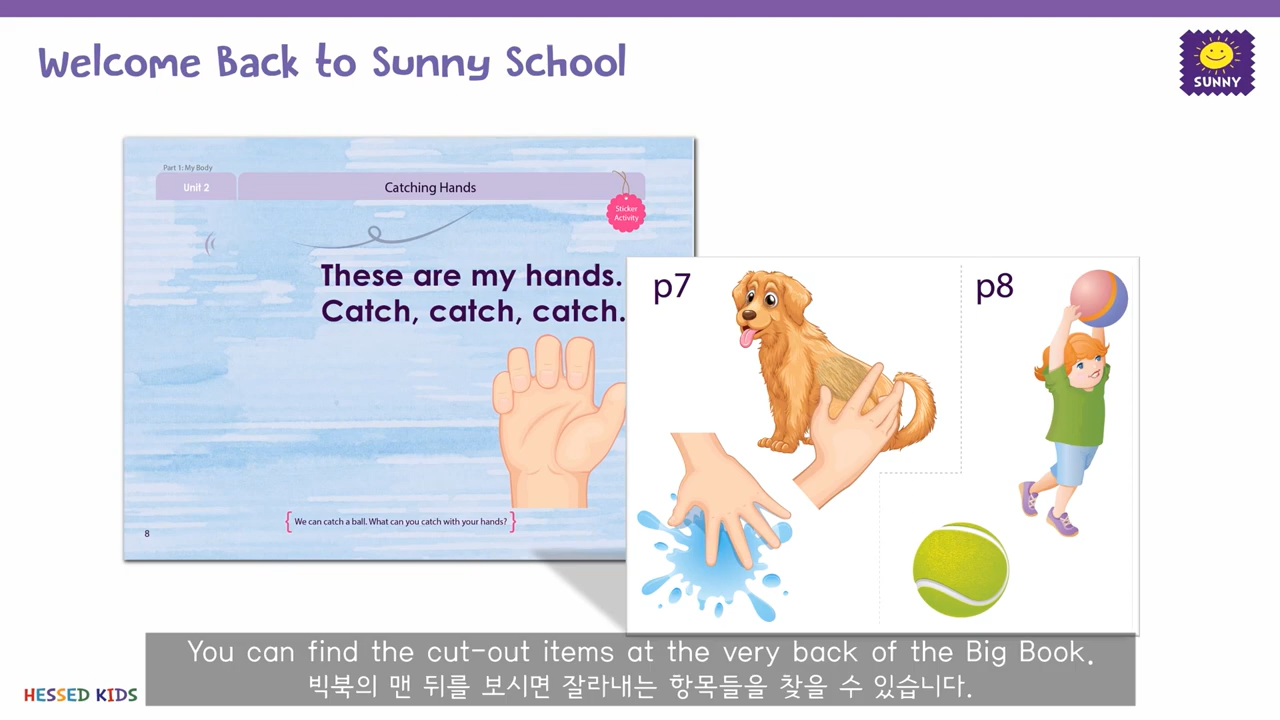 Welcome Back to Sunny School
SUNNY
Part 1: My Body
Unit 2
Catching Hands
Sticker
Activity
These are my hands.
Catch, catch, catch.
We can catch a ball. What can you catch with your hands?
8
p7
p8
You can find the cut-out items at the very back of the Big Book.
빅북의 맨 뒤를 보시면 잘라내는 항목들을 찾을 수 있습니다.
HESSED KIDS